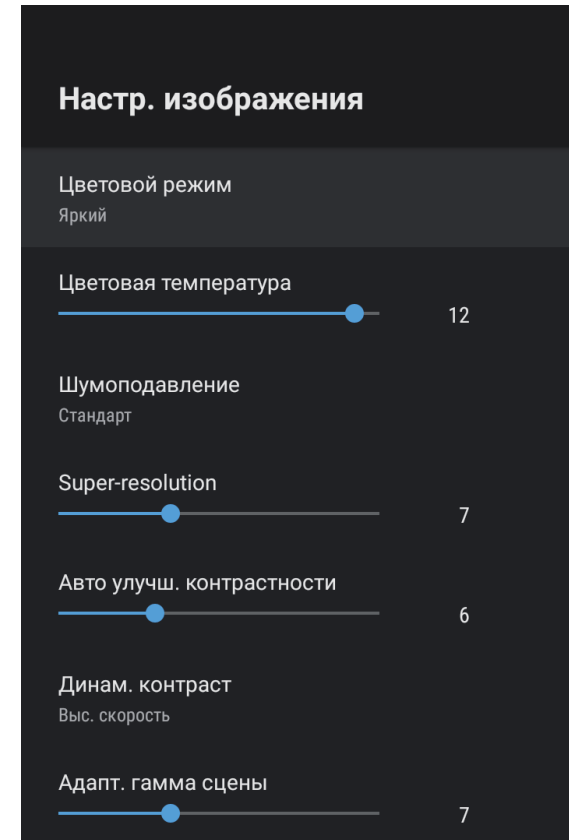 Настр. изображения
Цветовой режим
Яркий
Цветовая температура
12
Шумоподавление
Стандарт
Super-resolution
7
Авто улучш. контрастности
6
Динам. контраст
Выс. скорость
Адапт. гамма сцены
7